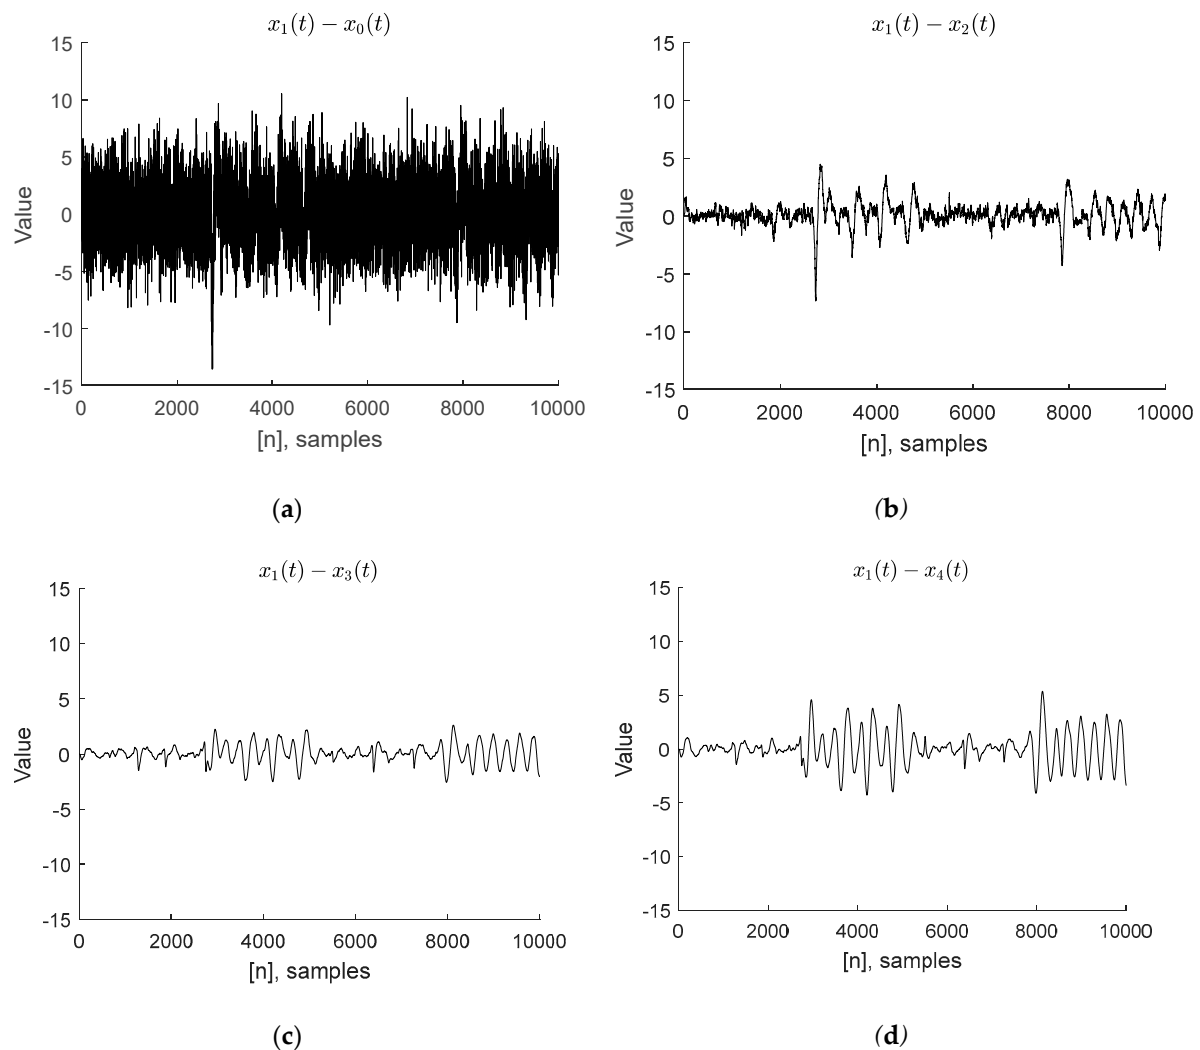 x₁(t) − x₀(t)
15
10
5
0
-5
-10
-15
Value
0 2000 4000 6000 8000 10000
[n], samples
(a)
x₁(t) − x₂(t)
15
10
5
0
-5
-10
-15
Value
0 2000 4000 6000 8000 10000
[n], samples
(b)
x₁(t) − x₃(t)
15
10
5
0
-5
-10
-15
Value
0 2000 4000 6000 8000 10000
[n], samples
(c)
x₁(t) − x₄(t)
15
10
5
0
-5
-10
-15
Value
0 2000 4000 6000 8000 10000
[n], samples
(d)